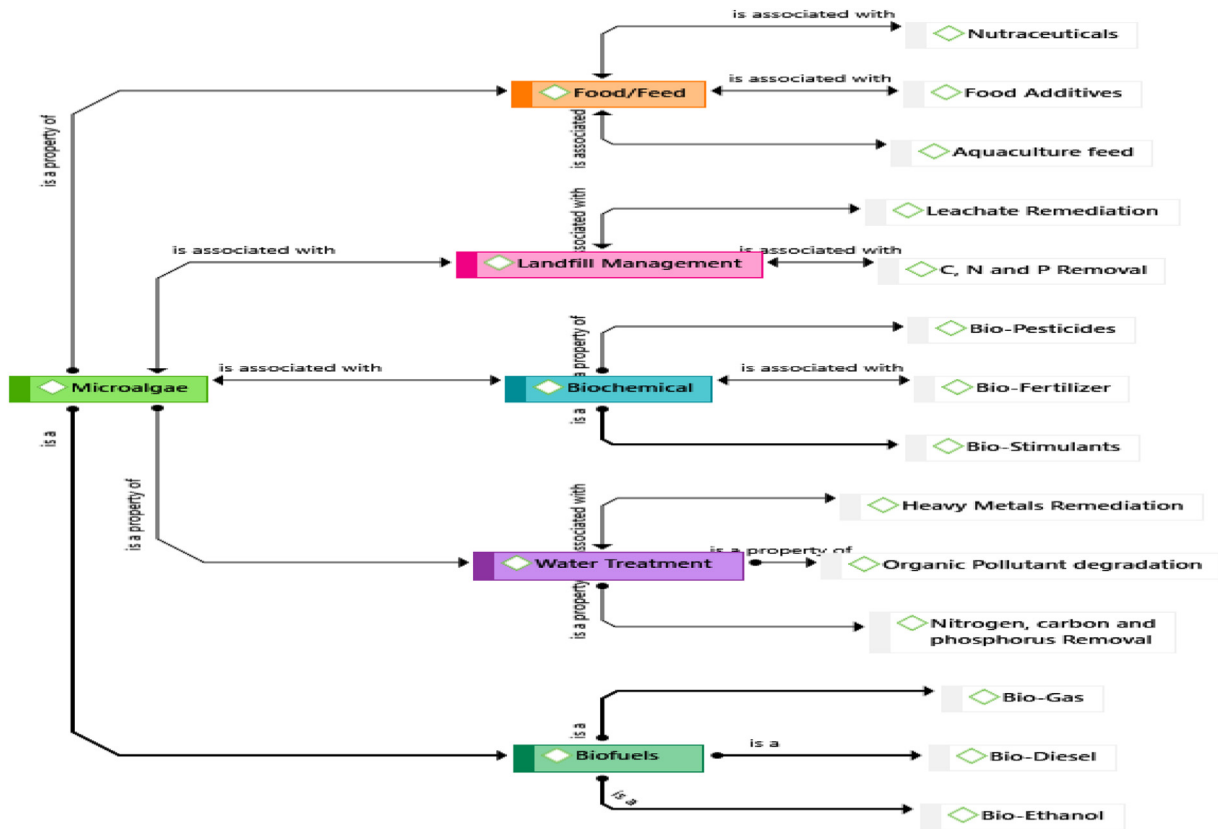 is associated with
Nutraceuticals
is associated with
Food/Feed
Food Additives
is a property of
is associated
Aquaculture feed
associated with
Leachate Remediation
is associated with
is associated with
Landfill Management
C, N and P Removal
a property of
Bio-Pesticides
is associated with
is associated with
Microalgae
Biochemical
Bio-Fertilizer
is a
is a
Bio-Stimulants
is a property of
associated with
Heavy Metals Remediation
is a property of
Water Treatment
Organic Pollutant degradation
is a property
Nitrogen, carbon and
phosphorus Removal
is a
Bio-Gas
is a
Biofuels
Bio-Diesel
is a
Bio-Ethanol